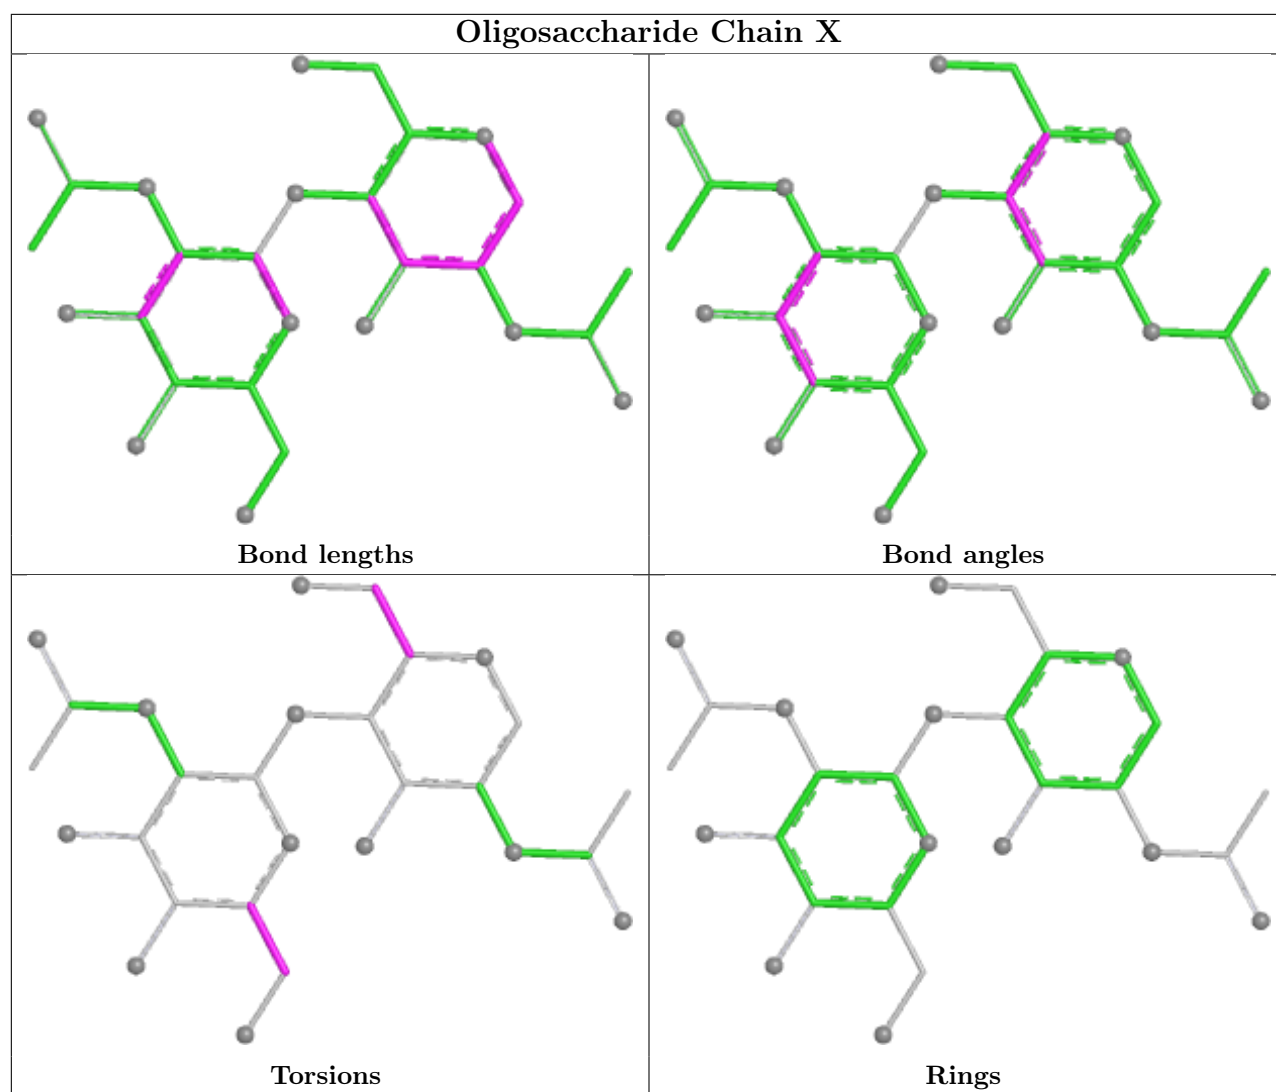 Oligosaccharide Chain X
Bond lengths
Bond angles
Torsions
Rings